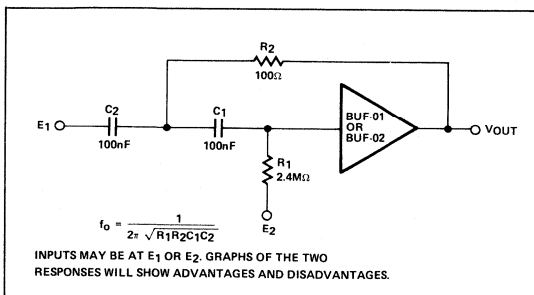 R2
100Ω
C2
C1
BUF-01
OR
BUF-02
E1
VOUT
100nF
100nF
R1
2.4MΩ
E2
fo = 1 / 2π √R1R2C1C2
INPUTS MAY BE AT E1 OR E2. GRAPHS OF THE TWO
RESPONSES WILL SHOW ADVANTAGES AND DISADVANTAGES.